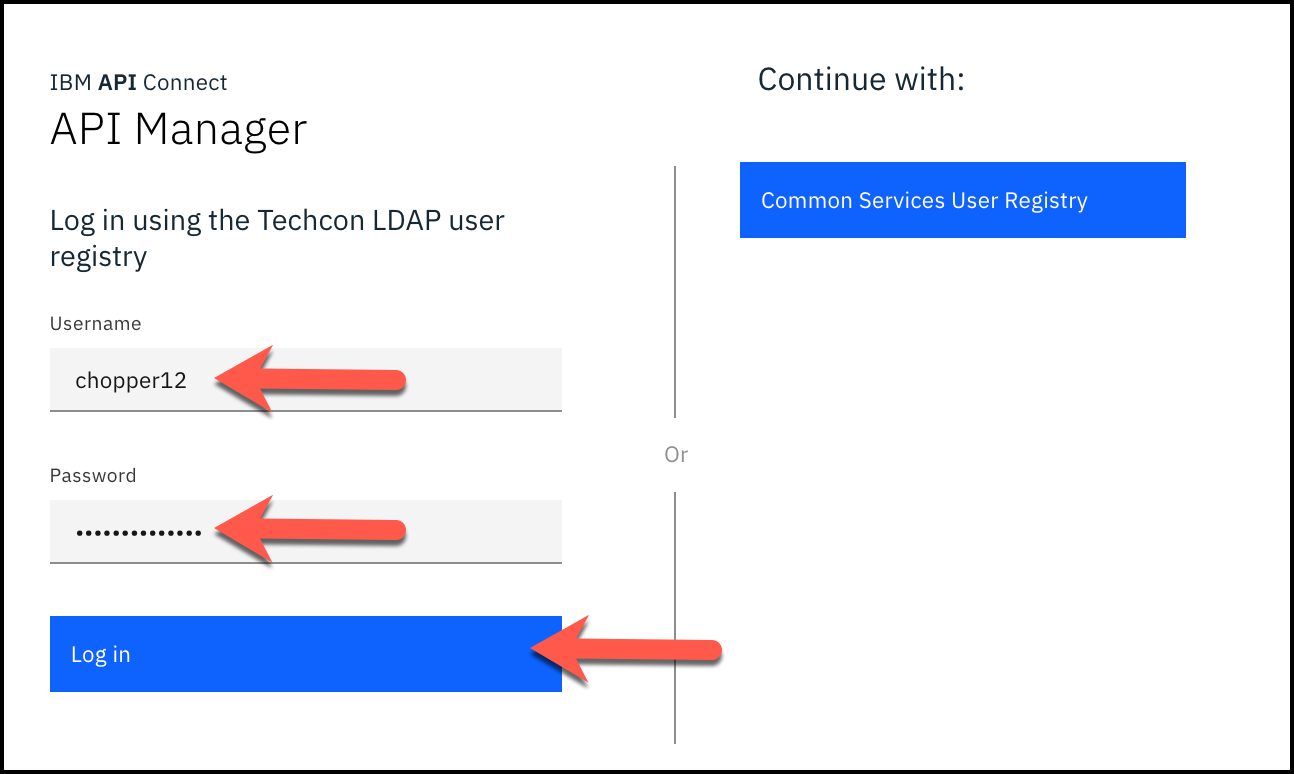 IBM API Connect
API Manager
Log in using the Techcon LDAP user
registry
Username
chopper12
Password
••••••••••••••
Log in
Or
Continue with:
Common Services User Registry